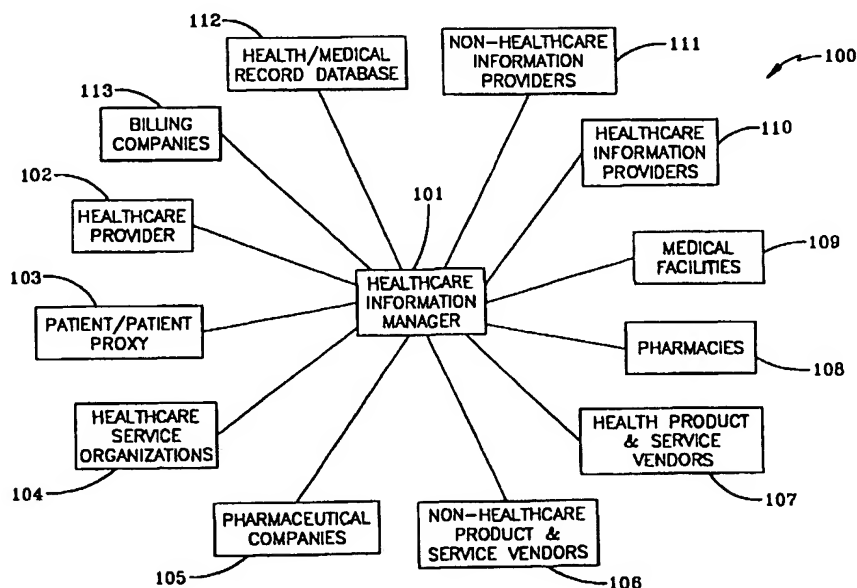 112
HEALTH/MEDICAL
RECORD DATABASE
NON-HEALTHCARE
INFORMATION
PROVIDERS
111
100
113
BILLING
COMPANIES
HEALTHCARE
INFORMATION
PROVIDERS
110
102
HEALTHCARE
PROVIDER
101
HEALTHCARE
INFORMATION
MANAGER
MEDICAL
FACILITIES
109
103
PATIENT/PATIENT
PROXY
PHARMACIES
108
HEALTHCARE
SERVICE
ORGANIZATIONS
104
HEALTH PRODUCT
& SERVICE
VENDORS
107
PHARMACEUTICAL
COMPANIES
105
NON-HEALTHCARE
PRODUCT &
SERVICE VENDORS
106